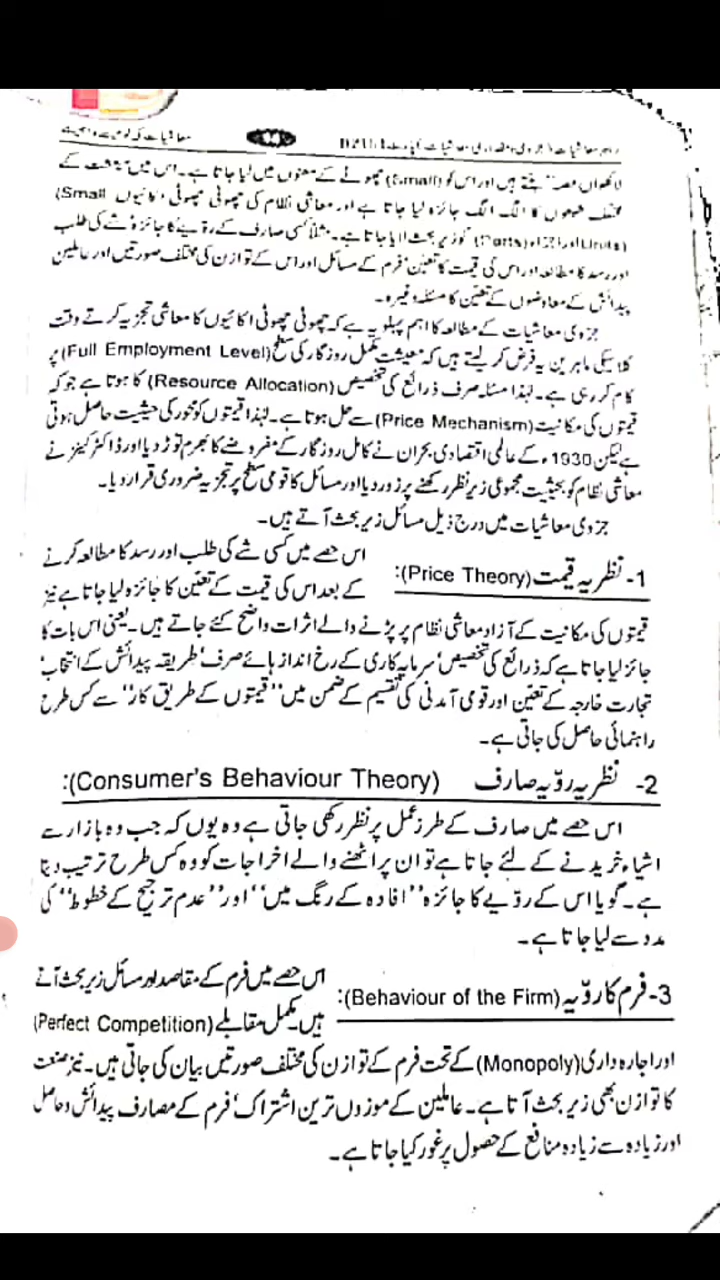 معاشیات کی نوعیت و اہمیت
لاکھواں حصہ" بنتے ہیں اور اس کو (Small) چھوٹے کے معنوں میں لیا جاتا ہے۔ اس میں معیشت کے
مختلف شعبوں کا الگ الگ جائزہ لیا جاتا ہے اور معاشی نظام کی چھوٹی چھوٹی اکائیوں (Small
Units) اور اجزاء (Parts) کو زیر بحث لایا جاتا ہے۔ مثلاً کسی صارف کے رویے کا جائزہ شے کی طلب
اور رسد کا مطالعہ اور اس کی قیمت کا تعین' فرم کے مسائل اور اس کے توازن کی مختلف صورتیں اور عاملین
پیدائش کے معاوضوں کے تعین کا مسئلہ وغیرہ۔
جزوی معاشیات کے مطالعہ کا اہم پہلو یہ ہے کہ چھوٹی چھوٹی اکائیوں کا معاشی تجزیہ کرتے وقت
کلاسیکی ماہرین یہ فرض کر لیتے ہیں کہ معیشت مکمل روزگار کی سطح (Full Employment Level) پر
کام کر رہی ہے۔ لہٰذا مسئلہ صرف ذرائع کی تخصیص (Resource Allocation) کا ہوتا ہے جو کہ
قیمتوں کی مکانیت (Price Mechanism) سے حل ہوتا ہے۔ لہٰذا قیمتوں کو محور کی حیثیت حاصل ہوتی
ہے لیکن 1930ء کے عالمی اقتصادی بحران نے کامل روزگار کے مفروضے کا بھرم توڑ دیا اور ڈاکٹر کینز نے
معاشی نظام کو بحیثیت مجموعی زیر نظر رکھنے پر زور دیا اور مسائل کا قومی سطح پر تجزیہ ضروری قرار دیا۔
جزوی معاشیات میں درج ذیل مسائل زیر بحث آتے ہیں۔
1- نظریہ قیمت (Price Theory): اس حصے میں کسی شے کی طلب اور رسد کا مطالعہ کرنے
کے بعد اس کی قیمت کے تعین کا جائزہ لیا جاتا ہے نیز
قیمتوں کی مکانیت کے آزاد معاشی نظام پر پڑنے والے اثرات واضح کئے جاتے ہیں۔ یعنی اس بات کا
جائزہ لیا جاتا ہے کہ ذرائع کی تخصیص' سرمایہ کاری کے رخ' انداز ہائے صرف' طریقہ پیدائش کے انتخاب'
تجارت خارجہ کے تعین اور قومی آمدنی کی تقسیم کے ضمن میں "قیمتوں کے طریق کار" سے کس طرح
راہنمائی حاصل کی جاتی ہے۔
2- نظریہ رویہ صارف (Consumer's Behaviour Theory):
اس حصے میں صارف کے طرز عمل پر نظر رکھی جاتی ہے وہ یوں کہ جب وہ بازار سے
اشیاء خریدنے کے لئے جاتا ہے تو ان پر اٹھنے والے اخراجات کو وہ کس طرح ترتیب دیتا
ہے۔ گویا اس کے رویے کا جائزہ "افادہ کے رنگ میں" اور "عدم ترجیح کے خطوط" کی
مدد سے لیا جاتا ہے۔
3- فرم کا رویہ (Behaviour of the Firm): اس حصے میں فرم کے مقاصد اور مسائل زیر بحث آتے
ہیں۔ مکمل مقابلے (Perfect Competition)
اور اجارہ داری (Monopoly) کے تحت فرم کے توازن کی مختلف صورتیں بیان کی جاتی ہیں۔ نیز صنعت
کا توازن بھی زیر بحث آتا ہے۔ عاملین کے موزوں ترین اشتراک' فرم کے مصارف پیدائش و حاصل
اور زیادہ سے زیادہ منافع کے حصول پر غور کیا جاتا ہے۔